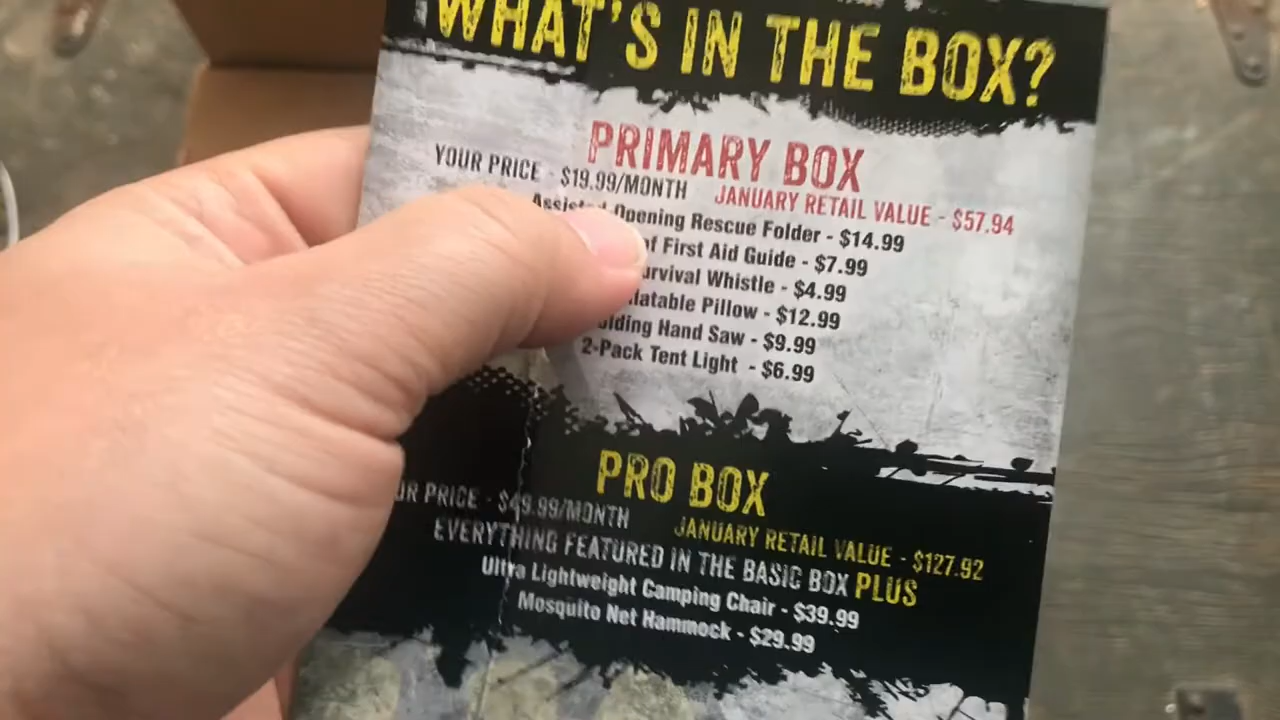 WHAT'S IN THE BOX?
PRIMARY BOX
YOUR PRICE - $19.99/MONTH JANUARY RETAIL VALUE - $57.94
Opening Rescue Folder - $14.99
First Aid Guide - $7.99
Whistle - $4.99
Pillow - $12.99
Hand Saw - $9.99
2-Pack Tent Light - $6.99
PRO BOX
PRICE - $49.99/MONTH JANUARY RETAIL VALUE - $127.92
EVERYTHING FEATURED IN THE BASIC BOX PLUS
Ultra Lightweight Camping Chair - $39.99
Mosquito Net Hammock - $29.99